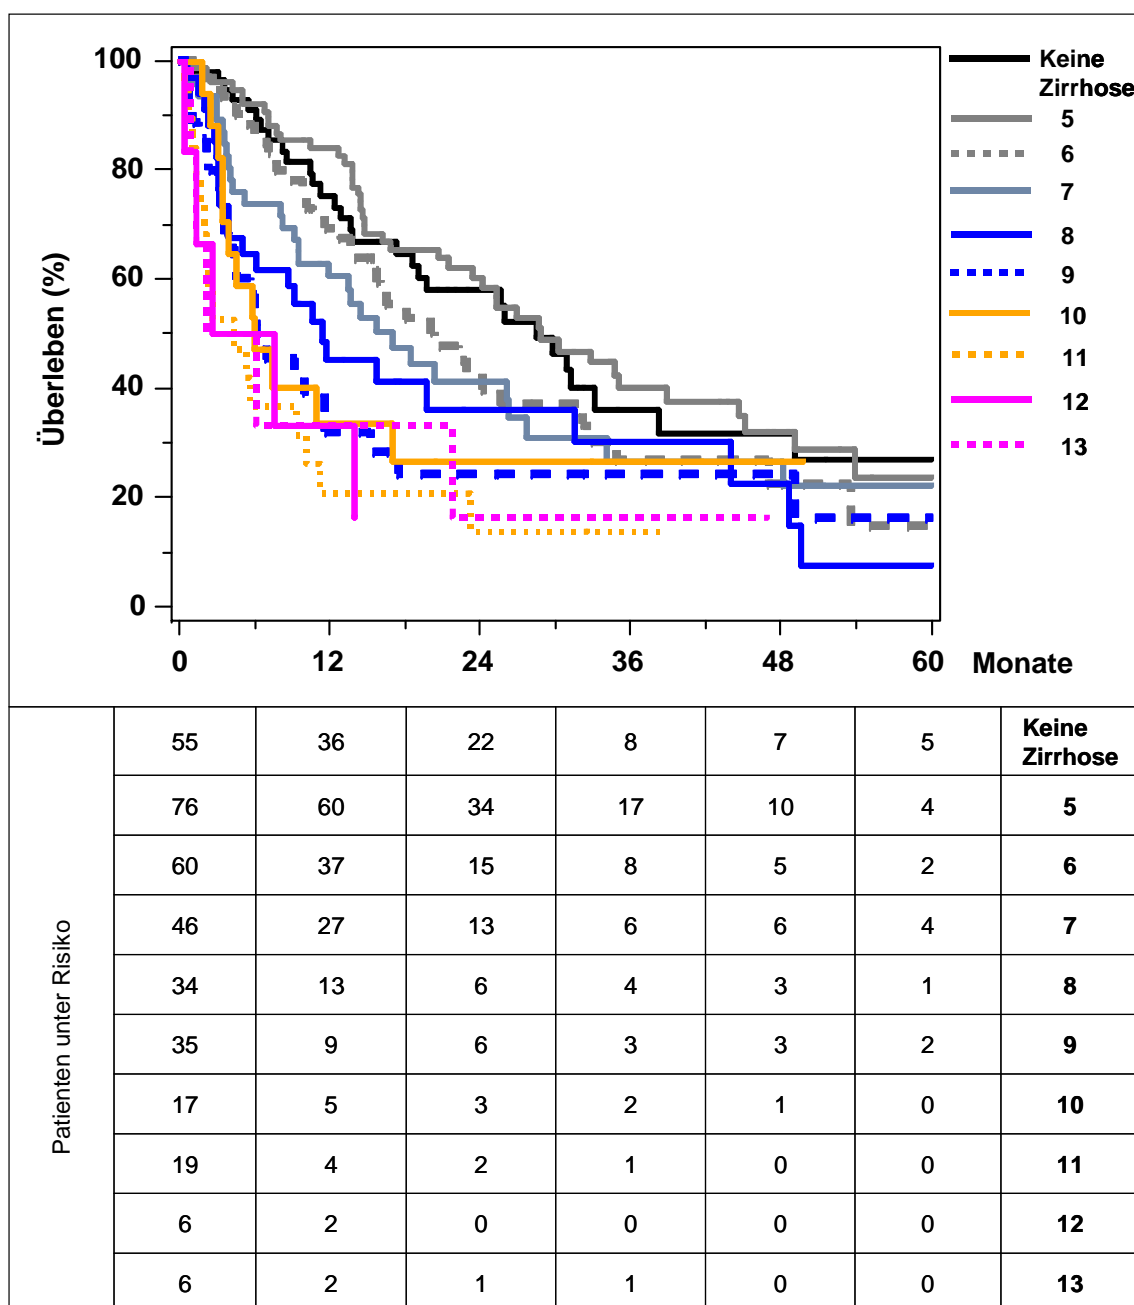 100
80
60
40
20
0
Überleben (%)
0 12 24 36 48 60 Monate
Keine
Zirrhose
5
6
7
8
9
10
11
12
13
Patienten unter Risiko
55 36 22 8 7 5 Keine
Zirrhose
76 60 34 17 10 4 5
60 37 15 8 5 2 6
46 27 13 6 6 4 7
34 13 6 4 3 1 8
35 9 6 3 3 2 9
17 5 3 2 1 0 10
19 4 2 1 0 0 11
6 2 0 0 0 0 12
6 2 1 1 0 0 13